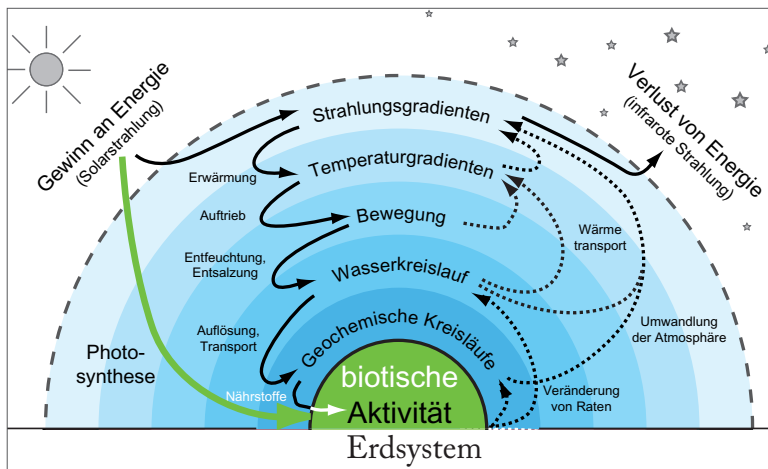 Gewinn an Energie
(Solarstrahlung)
Verlust von Energie
(infrarote Strahlung)
Strahlungsgradienten
Erwärmung
Temperaturgradienten
Auftrieb
Bewegung
Wärme
transport
Entfeuchtung,
Entsalzung
Wasserkreislauf
Auflösung,
Transport
Geochemische Kreisläufe
Umwandlung
der Atmosphäre
Photo-
synthese
biotische
Aktivität
Nährstoffe
Veränderung
von Raten
Erdsystem